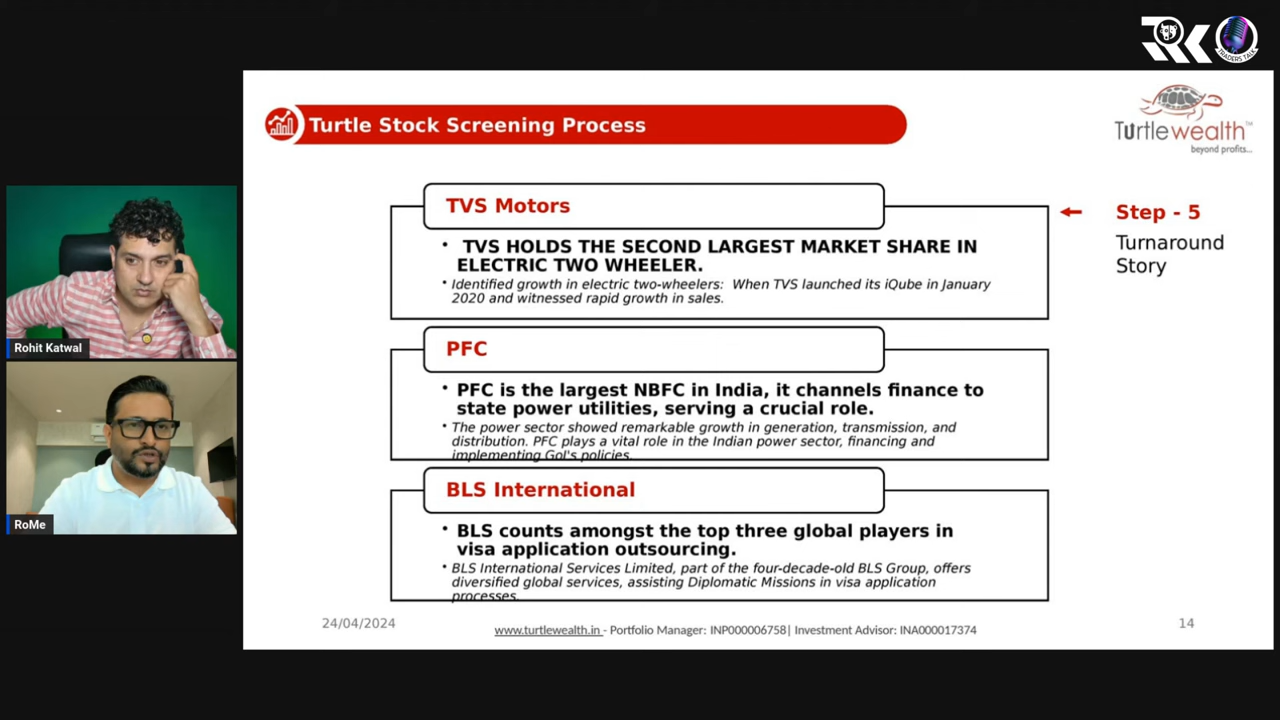 RK
TRADERS TALK
Turtle Stock Screening Process
Turtlewealth™
beyond profits...
TVS Motors
• TVS HOLDS THE SECOND LARGEST MARKET SHARE IN
ELECTRIC TWO WHEELER.
• Identified growth in electric two-wheelers: When TVS launched its iQube in January
2020 and witnessed rapid growth in sales.
Step - 5
Turnaround
Story
PFC
• PFC is the largest NBFC in India, it channels finance to
state power utilities, serving a crucial role.
• The power sector showed remarkable growth in generation, transmission, and
distribution. PFC plays a vital role in the Indian power sector, financing and
implementing GoI's policies.
BLS International
• BLS counts amongst the top three global players in
visa application outsourcing.
• BLS International Services Limited, part of the four-decade-old BLS Group, offers
diversified global services, assisting Diplomatic Missions in visa application
processes.
24/04/2024
www.turtlewealth.in - Portfolio Manager: INP000006758| Investment Advisor: INA000017374
14
Rohit Katwal
RoMe